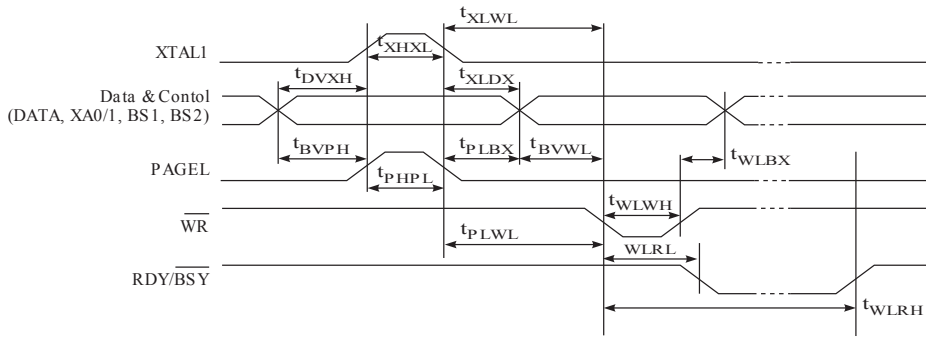 tXLWL
XTAL1
tXHXL
tDVXH
tXLDX
Data & Contol
(DATA, XA0/1, BS1, BS2)
tBVPH
tPLBX
tBVWL
tWLBX
PAGEL
tPHPL
tWLWH
WR
tPLWL
WLRL
RDY/BSY
tWLRH